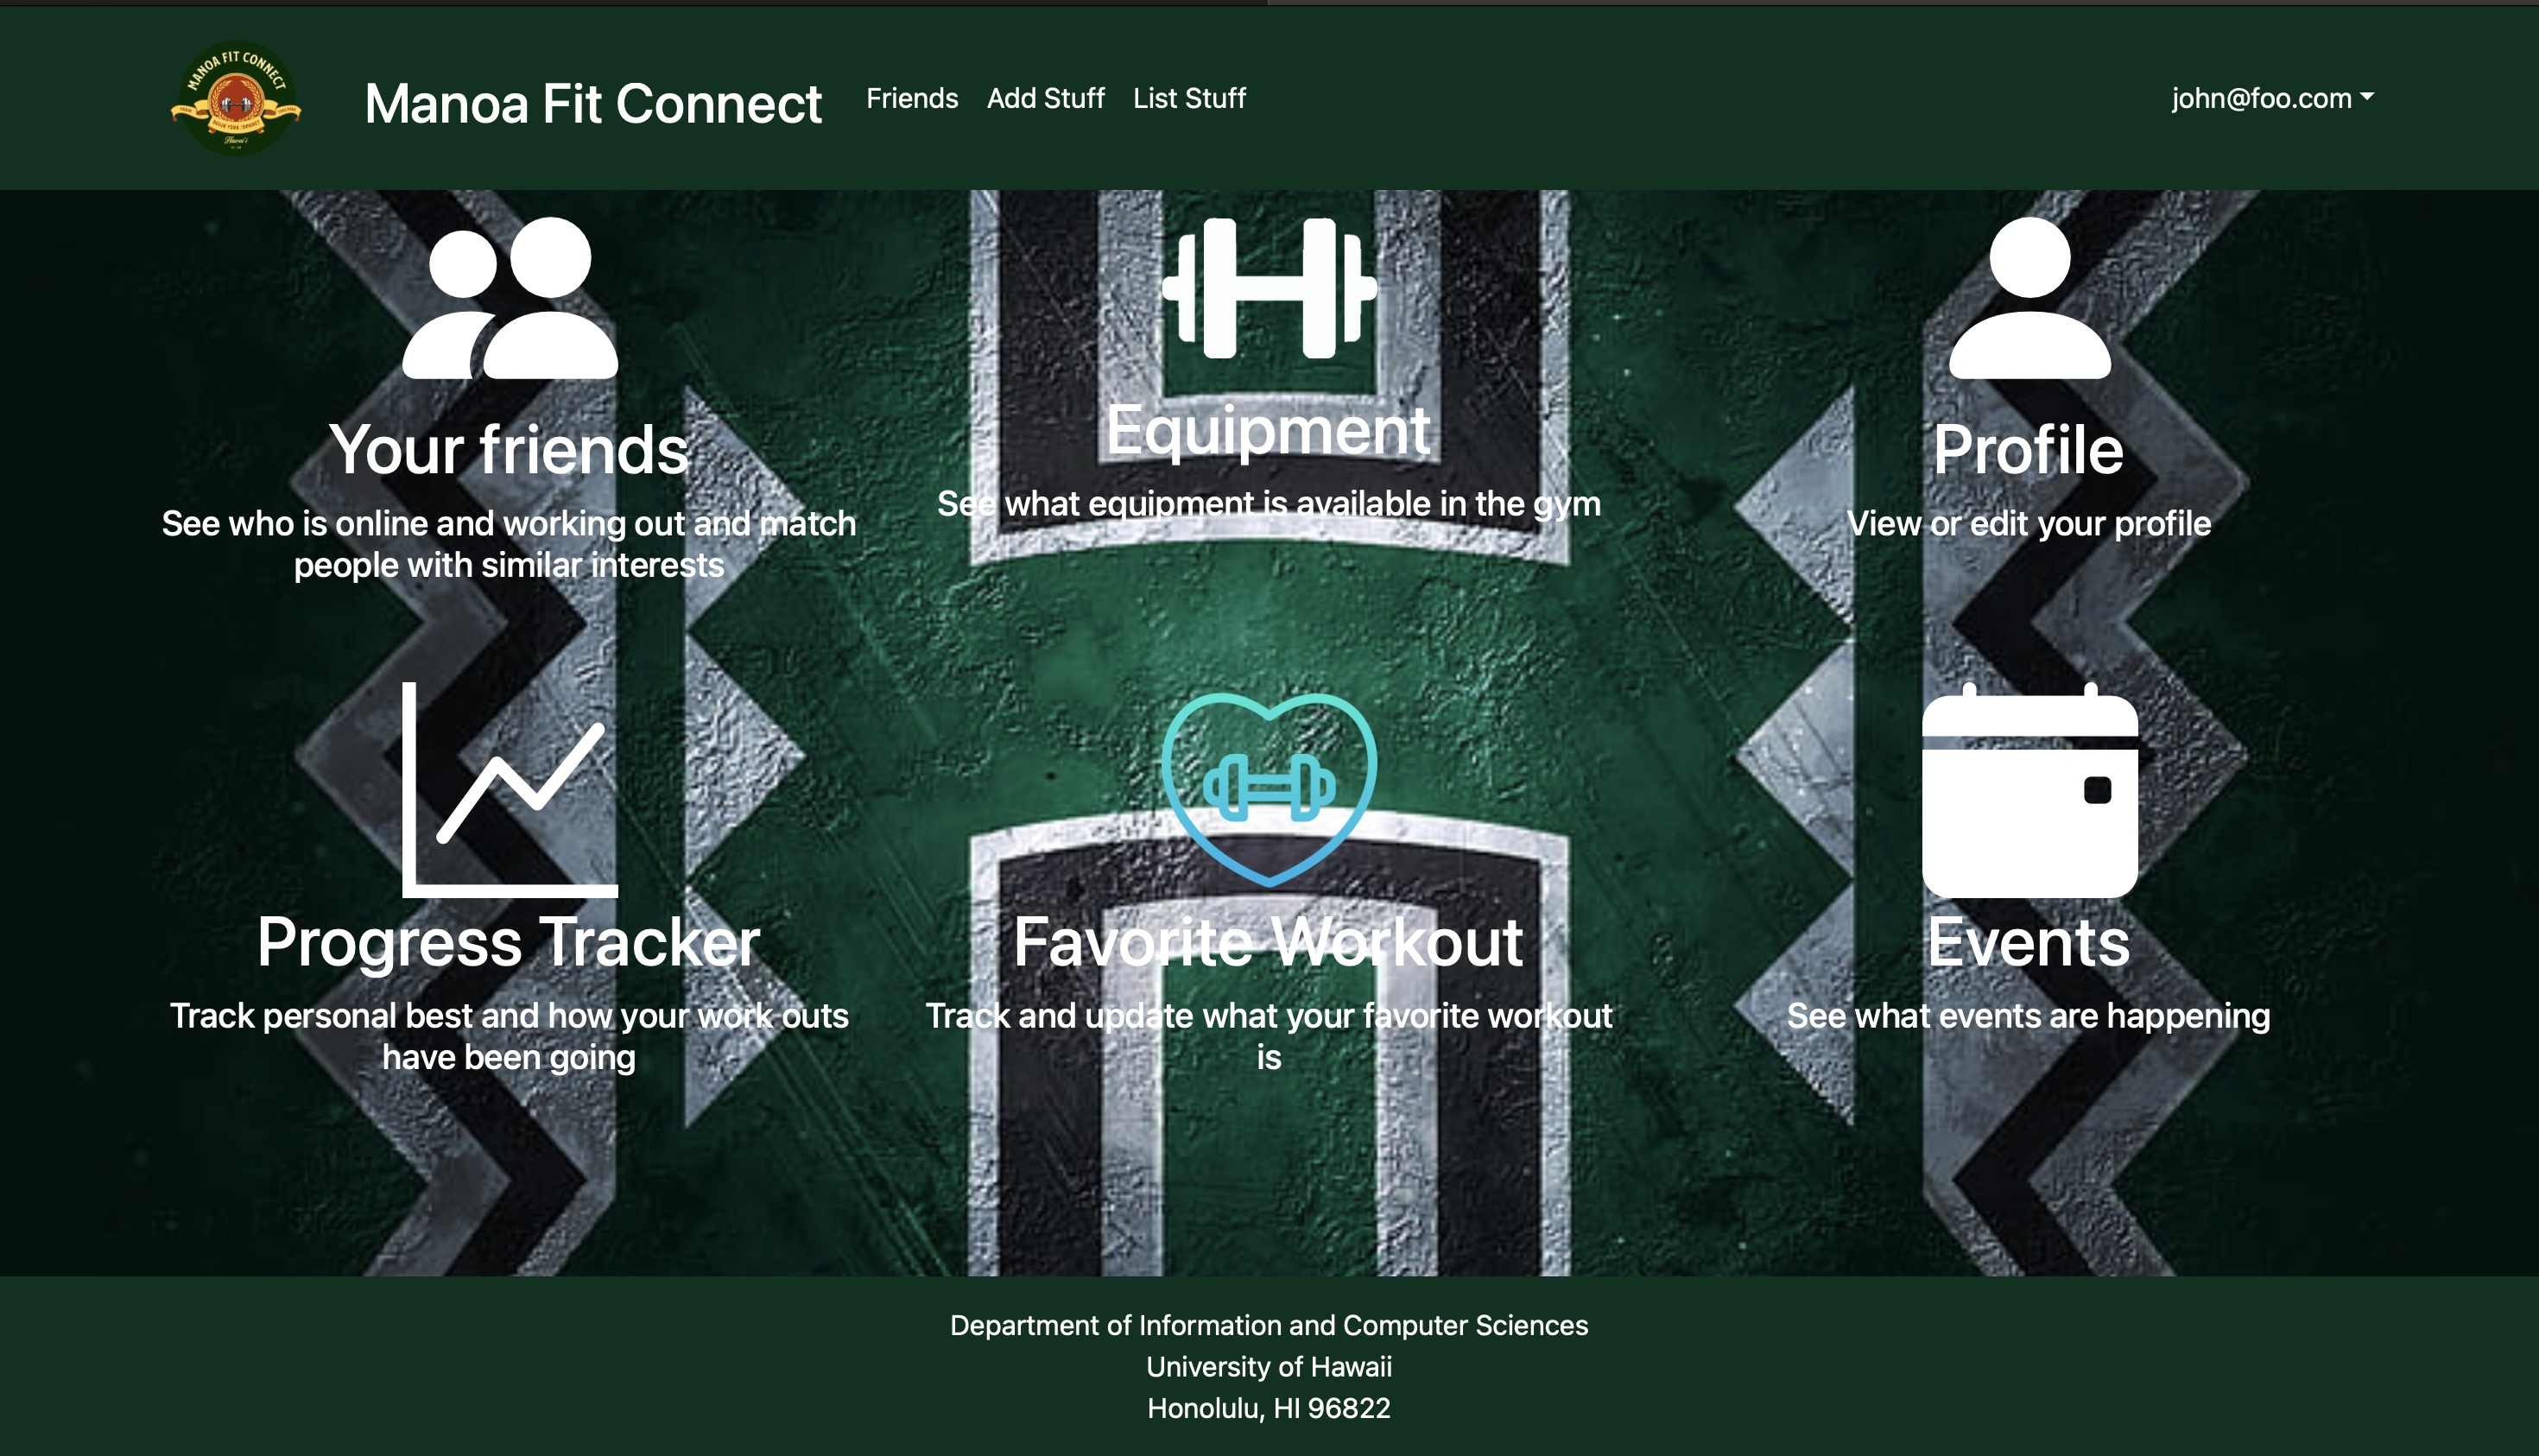 MANOA FIT CONNECT
Manoa Fit Connect
Friends
Add Stuff
List Stuff
john@foo.com
Your friends
See who is online and working out and match
people with similar interests
Equipment
See what equipment is available in the gym
Profile
View or edit your profile
Progress Tracker
Track personal best and how your work outs
have been going
Favorite Workout
Track and update what your favorite workout
is
Events
See what events are happening
Department of Information and Computer Sciences
University of Hawaii
Honolulu, HI 96822